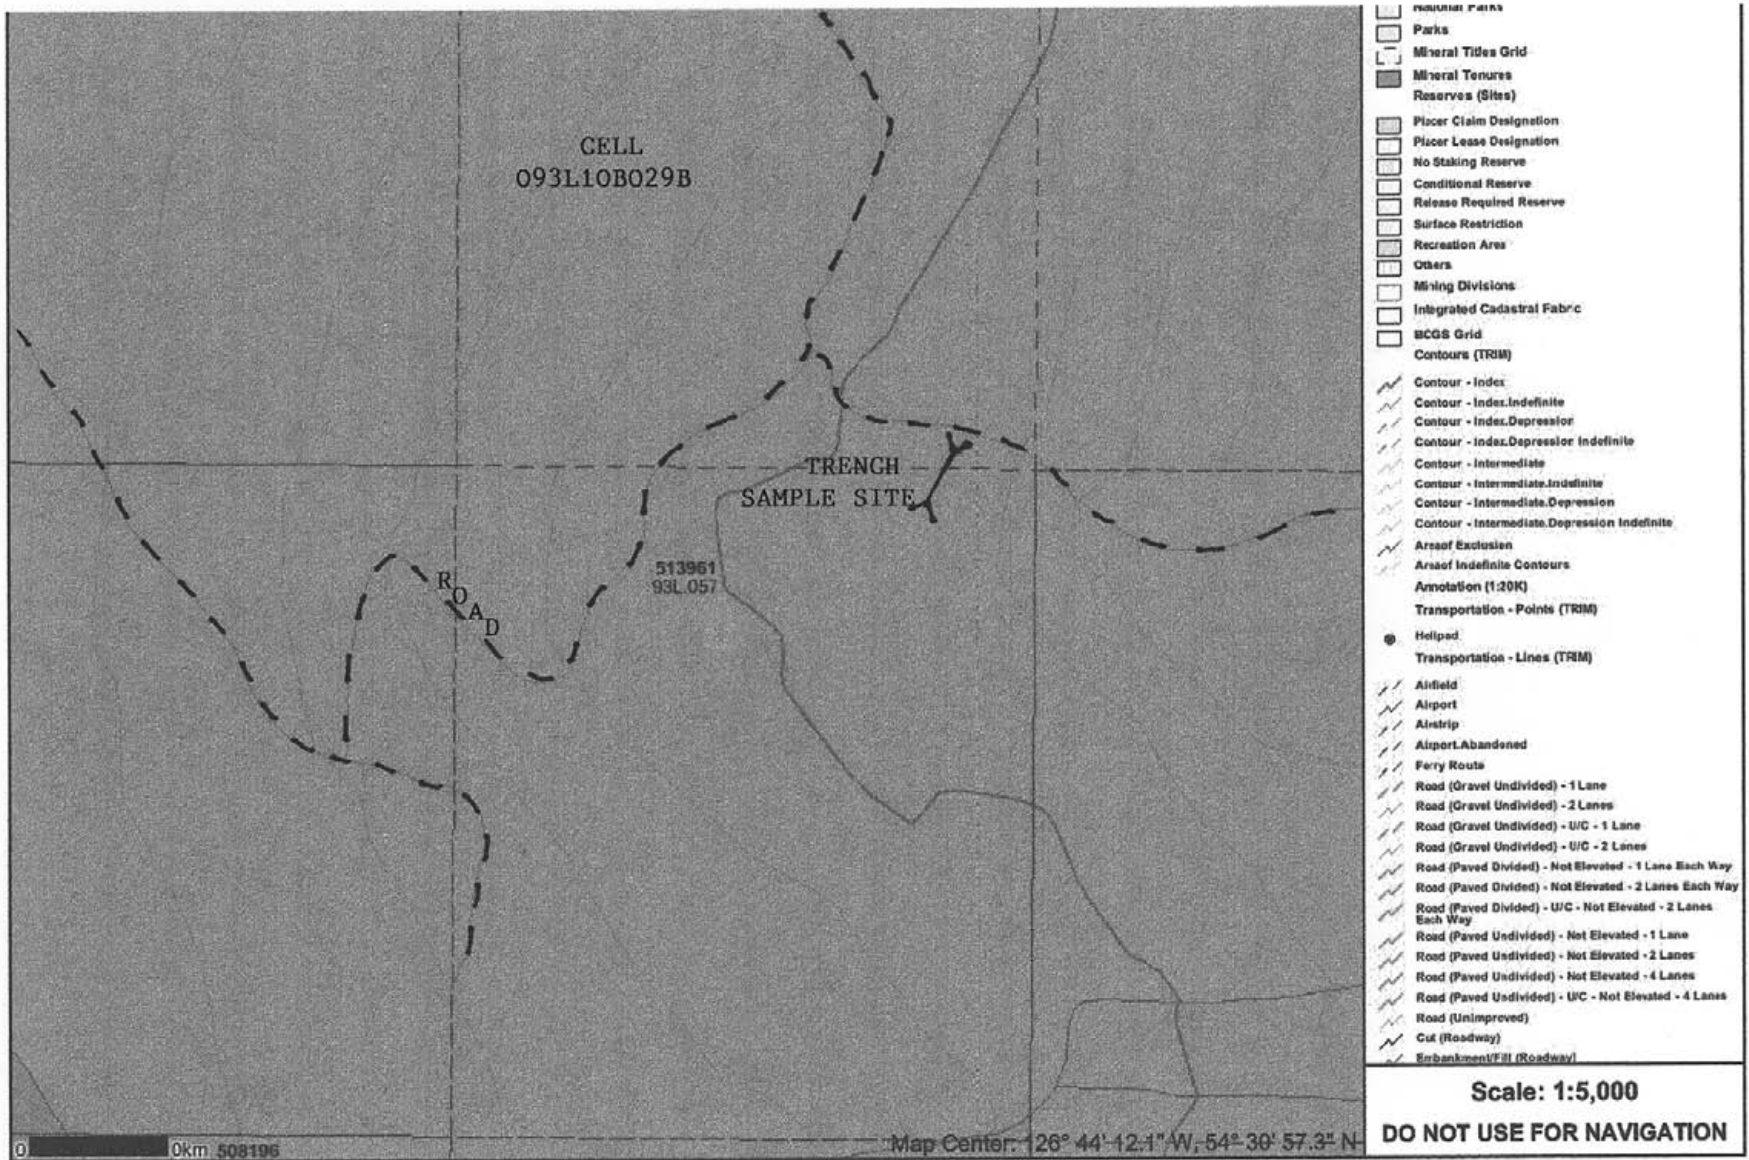 CELL
093L10B029B
TRENCH
SAMPLE SITE
513961
93L.057
ROAD
0 0km 508196
Map Center: 126° 44' 12.1" W, 54° 30' 57.3" N
National Parks
Parks
Mineral Titles Grid
Mineral Tenures
Reserves (Sites)
Placer Claim Designation
Placer Lease Designation
No Staking Reserve
Conditional Reserve
Release Required Reserve
Surface Restriction
Recreation Area
Others
Mining Divisions
Integrated Cadastral Fabric
BCGS Grid
Contours (TRIM)
Contour - Index
Contour - Index.Indefinite
Contour - Index.Depression
Contour - Index.Depression Indefinite
Contour - Intermediate
Contour - Intermediate.Indefinite
Contour - Intermediate.Depression
Contour - Intermediate.Depression Indefinite
Areaof Exclusion
Areaof Indefinite Contours
Annotation (1:20K)
Transportation - Points (TRIM)
Helipad
Transportation - Lines (TRIM)
Airfield
Airport
Airstrip
Airport.Abandoned
Ferry Route
Road (Gravel Undivided) - 1 Lane
Road (Gravel Undivided) - 2 Lanes
Road (Gravel Undivided) - U/C - 1 Lane
Road (Gravel Undivided) - U/C - 2 Lanes
Road (Paved Divided) - Not Elevated - 1 Lane Each Way
Road (Paved Divided) - Not Elevated - 2 Lanes Each Way
Road (Paved Divided) - U/C - Not Elevated - 2 Lanes
Each Way
Road (Paved Undivided) - Not Elevated - 1 Lane
Road (Paved Undivided) - Not Elevated - 2 Lanes
Road (Paved Undivided) - Not Elevated - 4 Lanes
Road (Paved Undivided) - U/C - Not Elevated - 4 Lanes
Road (Unimproved)
Cut (Roadway)
Embankment/Fill (Roadway)
Scale: 1:5,000
DO NOT USE FOR NAVIGATION